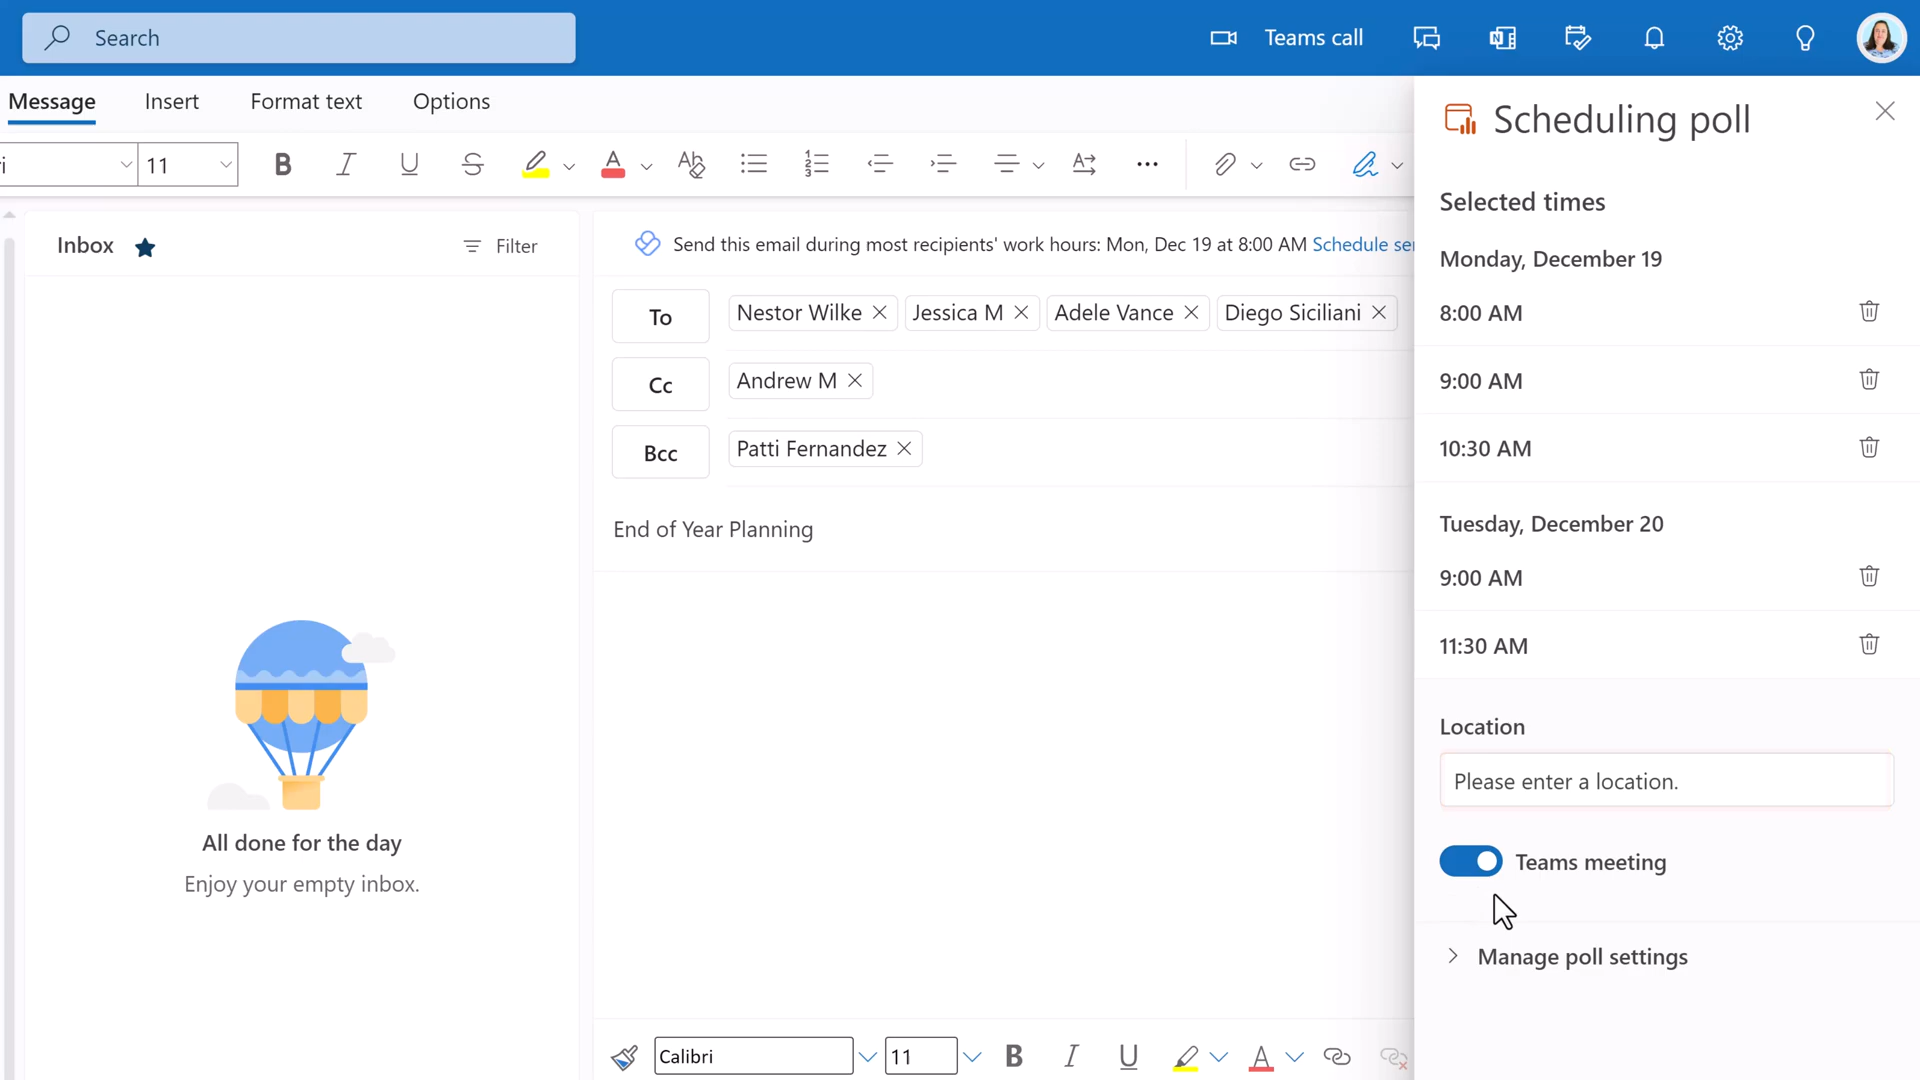 Search
Teams call
Message Insert Format text Options
11
Inbox
Filter
Send this email during most recipients' work hours: Mon, Dec 19 at 8:00 AM Schedule
To
Nestor Wilke Jessica M Adele Vance Diego Siciliani
Cc
Andrew M
Bcc
Patti Fernandez
End of Year Planning
All done for the day
Enjoy your empty inbox.
Calibri 11
Scheduling poll
Selected times
Monday, December 19
8:00 AM
9:00 AM
10:30 AM
Tuesday, December 20
9:00 AM
11:30 AM
Location
Please enter a location.
Teams meeting
Manage poll settings